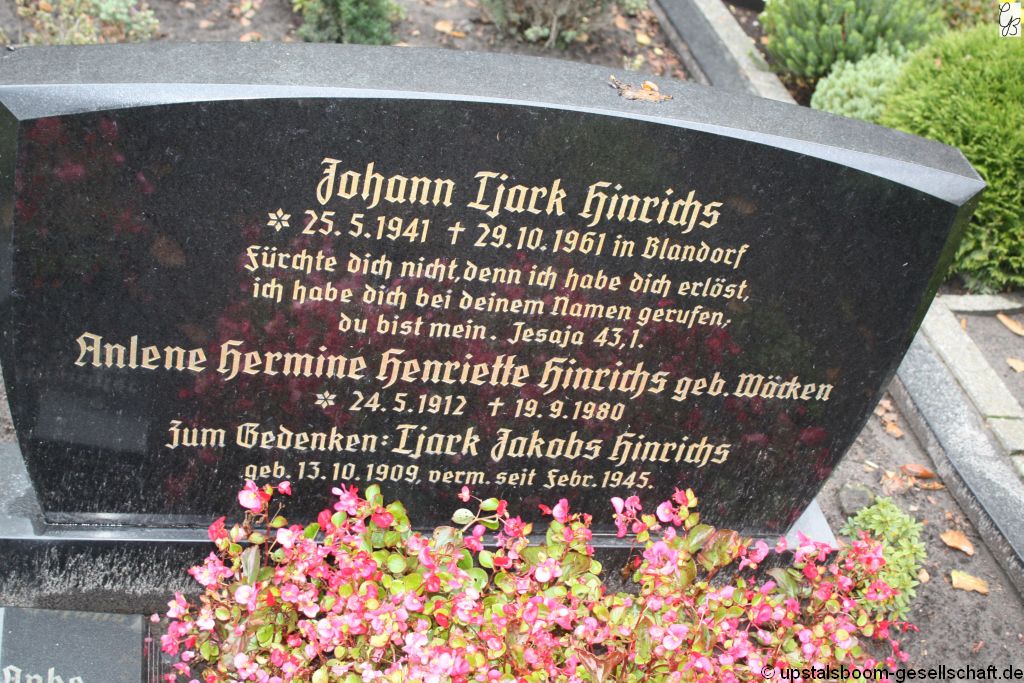 Johann Tjark Hinrichs
* 25.5.1941 † 29.10.1961 in Blandorf
Fürchte dich nicht, denn ich habe dich erlöst,
ich habe dich bei deinem Namen gerufen;
du bist mein. Jesaja 43,1.
Anlene Hermine Henriette Hinrichs geb. Wäcken
* 24.5.1912 † 19.9.1980
Zum Gedenken: Tjark Jakobs Hinrichs
geb. 13.10.1909, verm. seit Febr. 1945.
© upstalsboom-gesellschaft.de